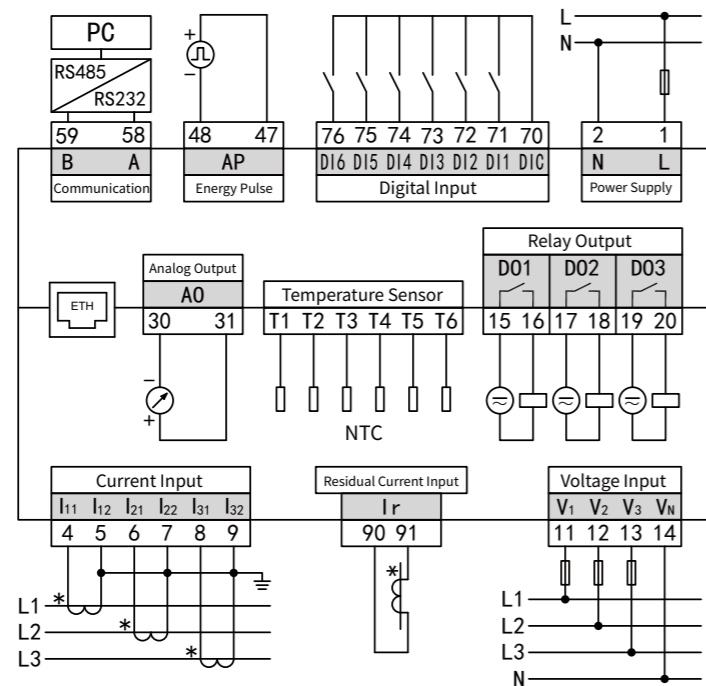 PC
RS485
RS232
59 58
B A
Communication
+
−
48 47
AP
Energy Pulse
76 75 74 73 72 71 70
DI6 DI5 DI4 DI3 DI2 DI1 DIC
Digital Input
L
N
2 1
N L
Power Supply
ETH
Analog Output
AO
30 31
−
+
Temperature Sensor
T1 T2 T3 T4 T5 T6
NTC
Relay Output
DO1 DO2 DO3
15 16 17 18 19 20
Current Input
I11 I12 I21 I22 I31 I32
4 5 6 7 8 9
*
L1
*
L2
*
L3
Residual Current Input
Ir
90 91
*
Voltage Input
V1 V2 V3 VN
11 12 13 14
L1
L2
L3
N